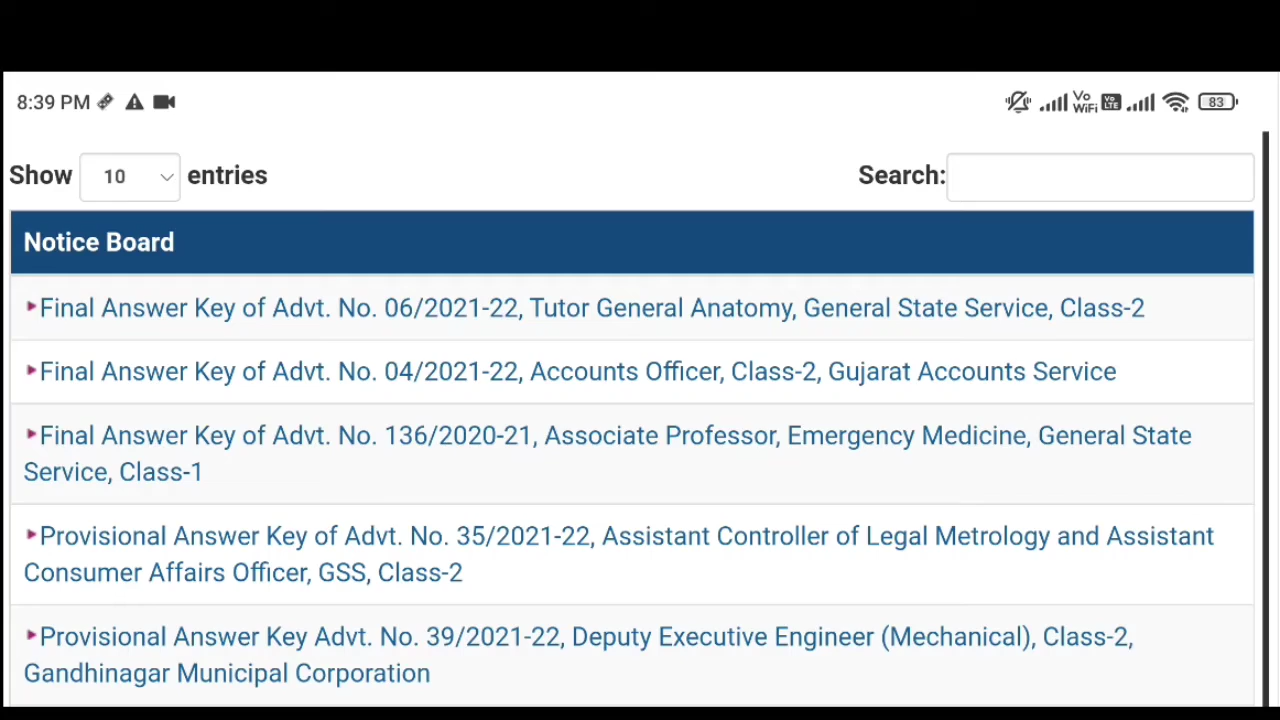 8:39 PM
Vo WiFi Vo LTE 83
Show 10 entries Search:
Notice Board
Final Answer Key of Advt. No. 06/2021-22, Tutor General Anatomy, General State Service, Class-2
Final Answer Key of Advt. No. 04/2021-22, Accounts Officer, Class-2, Gujarat Accounts Service
Final Answer Key of Advt. No. 136/2020-21, Associate Professor, Emergency Medicine, General State
Service, Class-1
Provisional Answer Key of Advt. No. 35/2021-22, Assistant Controller of Legal Metrology and Assistant
Consumer Affairs Officer, GSS, Class-2
Provisional Answer Key Advt. No. 39/2021-22, Deputy Executive Engineer (Mechanical), Class-2,
Gandhinagar Municipal Corporation